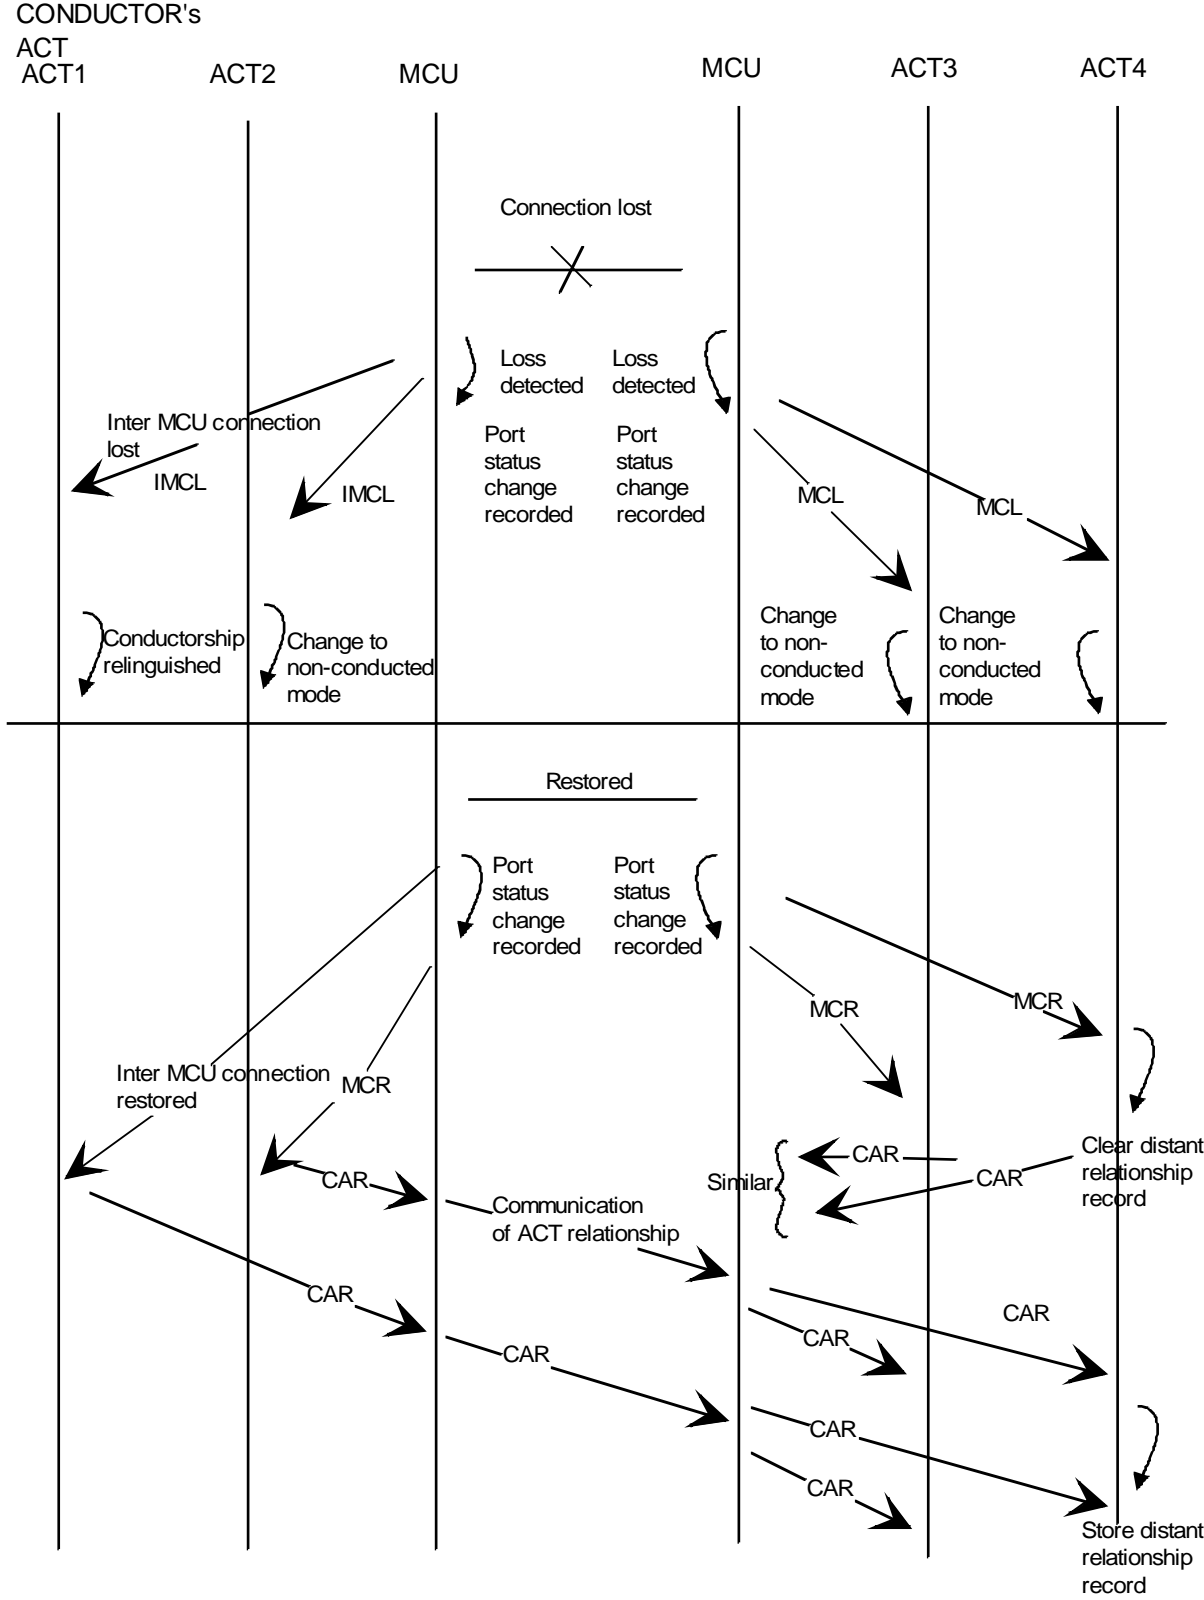 CONDUCTOR's
ACT
ACT1
ACT2
MCU
MCU
ACT3
ACT4
Connection lost
Loss
detected
Loss
detected
Inter MCU connection
lost
IMCL
IMCL
Port
status
change
recorded
Port
status
change
recorded
MCL
MCL
Conductorship
relinguished
Change to
non-conducted
mode
Change
to non-
conducted
mode
Change
to non-
conducted
mode
Restored
Port
status
change
recorded
Port
status
change
recorded
MCR
MCR
Inter MCU connection
restored
MCR
Clear distant
relationship
record
CAR
CAR
Similar
CAR
Communication
of ACT relationship
CAR
CAR
CAR
CAR
CAR
CAR
Store distant
relationship
record